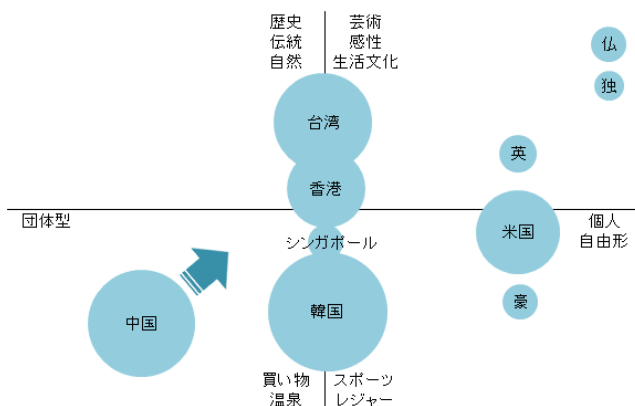 歴史
伝統
自然
芸術
感性
生活文化
仏
独
台湾
英
香港
団体型
個人
自由形
米国
シンガポール
豪
中国
韓国
買い物
温泉
スポーツ
レジャー